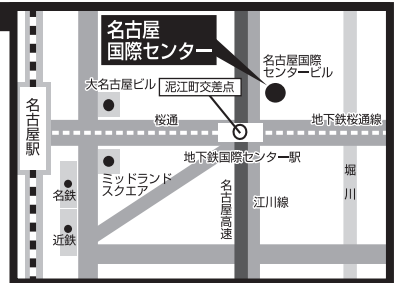 名古屋
国際センター
名古屋国際
センタービル
大名古屋ビル
泥江町交差点
桜通
地下鉄桜通線
名古屋駅
地下鉄国際センター駅
ミッドランド
スクエア
名鉄
近鉄
名古屋高速
江川線
堀川